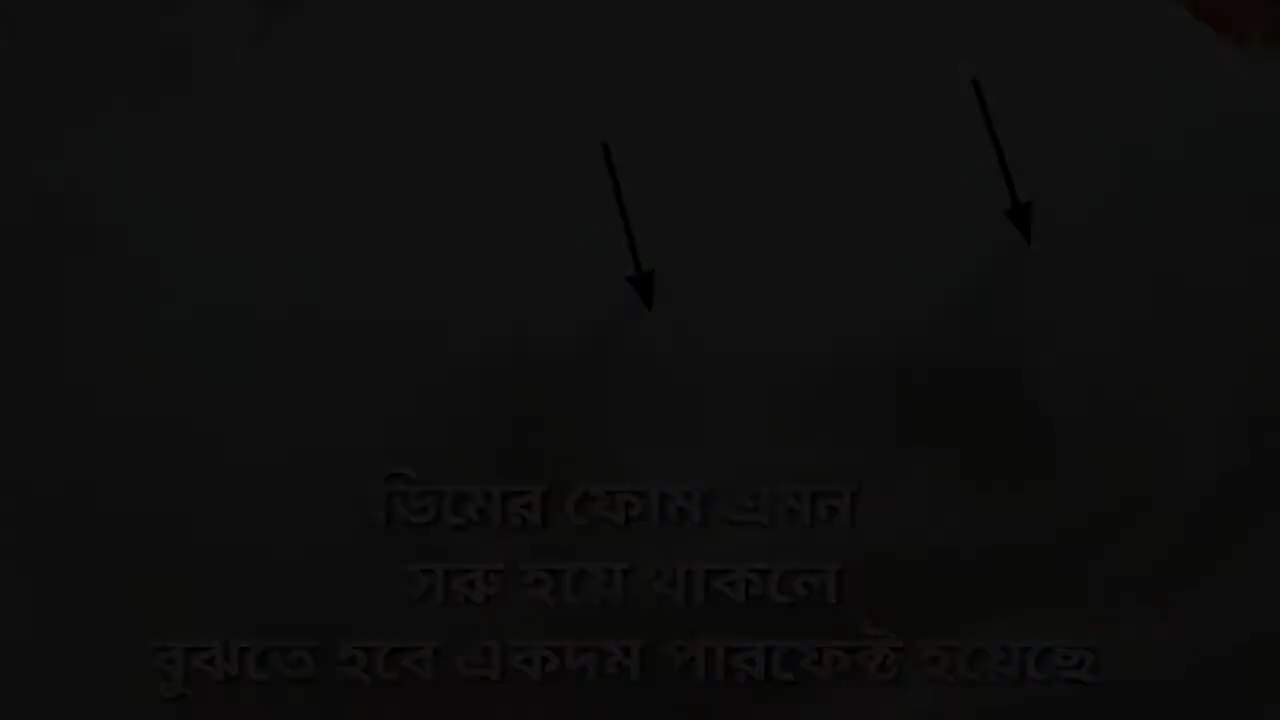 ডিমের ফোম এমন
সরু হয়ে থাকলে
বুঝতে হবে একদম পারফেক্ট হয়েছে